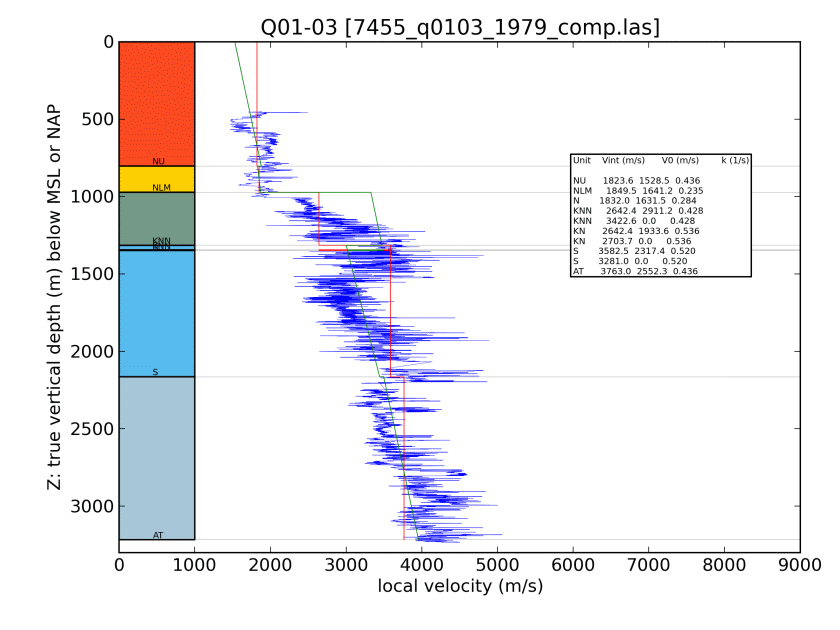 Q01-03 [7455_q0103_1979_comp.las]
Z: true vertical depth (m) below MSL or NAP
0
500
1000
1500
2000
2500
3000
NU
NLM
KNN
S
AT
Unit Vint (m/s) V0 (m/s) k (1/s)
NU 1823.6 1528.5 0.436
NLM 1849.5 1641.2 0.235
N 1832.0 1631.5 0.284
KNN 2642.4 2911.2 0.428
KNN 3422.6 0.0 0.428
KN 2642.4 1933.6 0.536
KN 2703.7 0.0 0.536
S 3582.5 2317.4 0.520
S 3281.0 0.0 0.520
AT 3763.0 2552.3 0.436
0 1000 2000 3000 4000 5000 6000 7000 8000 9000
local velocity (m/s)